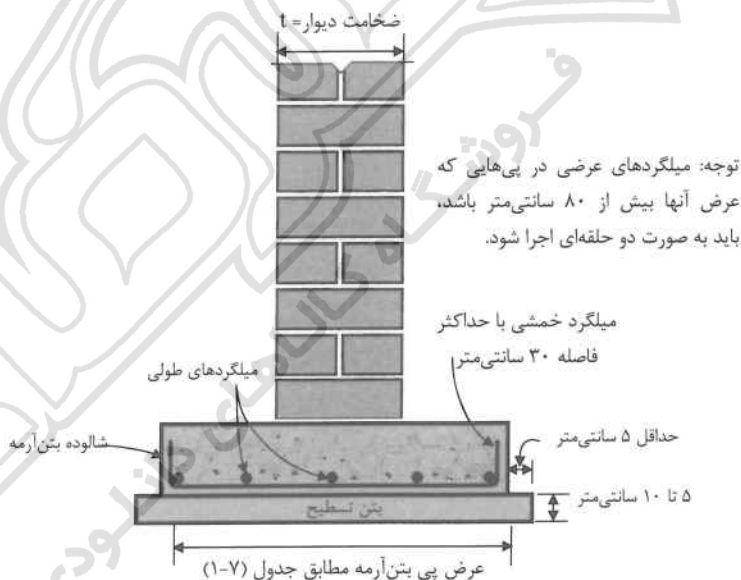 ضخامت دیوار= t
توجه: میلگردهای عرضی در پی‌هایی که
عرض آنها بیش از ۸۰ سانتی‌متر باشد،
باید به صورت دو حلقه‌ای اجرا شود.
میلگرد خمشی با حداکثر
فاصله ۳۰ سانتی‌متر
میلگردهای طولی
شالوده بتن‌آرمه
حداقل ۵ سانتی‌متر
۵ تا ۱۰ سانتی‌متر
بتن تسطیح
عرض پی بتن‌آرمه مطابق جدول (۷-۱)
فروشگاه کالاهای دانلودی